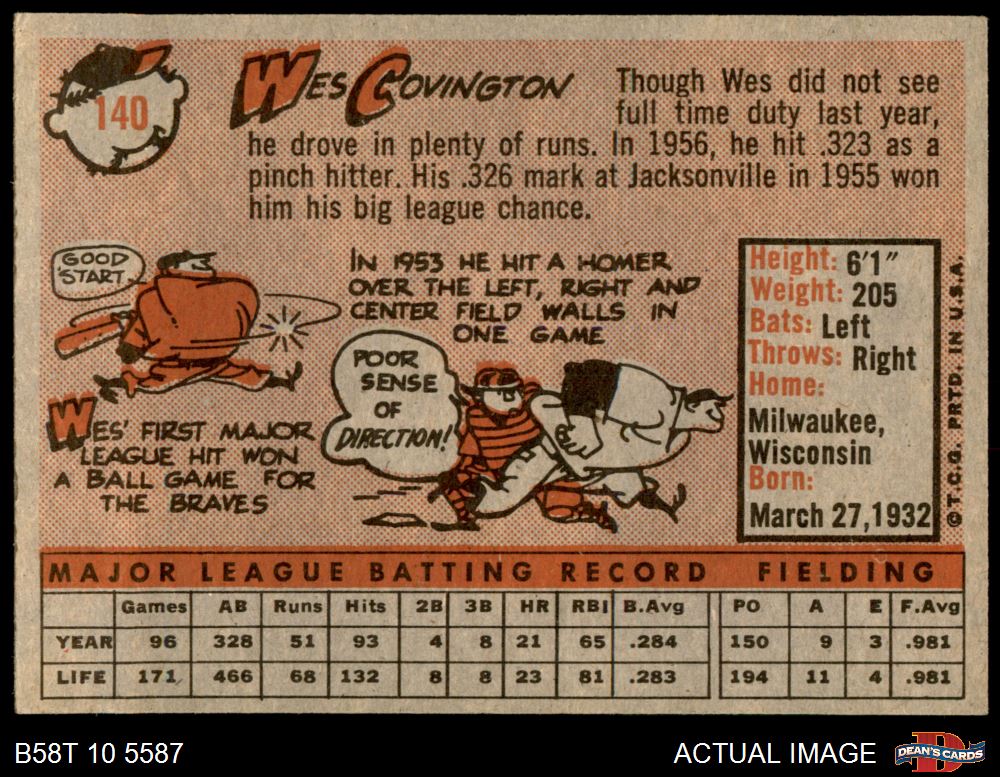 140
WES COVINGTON
Though Wes did not see
full time duty last year,
he drove in plenty of runs. In 1956, he hit .323 as a
pinch hitter. His .326 mark at Jacksonville in 1955 won
him his big league chance.
GOOD
START
IN 1953 HE HIT A HOMER
OVER THE LEFT, RIGHT AND
CENTER FIELD WALLS IN
ONE GAME
POOR
SENSE
OF
DIRECTION!
WES' FIRST MAJOR
LEAGUE HIT WON
A BALL GAME FOR
THE BRAVES
Height: 6'1"
Weight: 205
Bats: Left
Throws: Right
Home:
Milwaukee,
Wisconsin
Born:
March 27, 1932
© T.C.G. PRTD. IN U.S.A.
MAJOR LEAGUE BATTING RECORD FIELDING
Games AB Runs Hits 2B 3B HR RBI B.Avg PO A E F.Avg
YEAR 96 328 51 93 4 8 21 65 .284 150 9 3 .981
LIFE 171 466 68 132 8 8 23 81 .283 194 11 4 .981
B58T 10 5587
ACTUAL IMAGE
D
DEAN'S CARDS